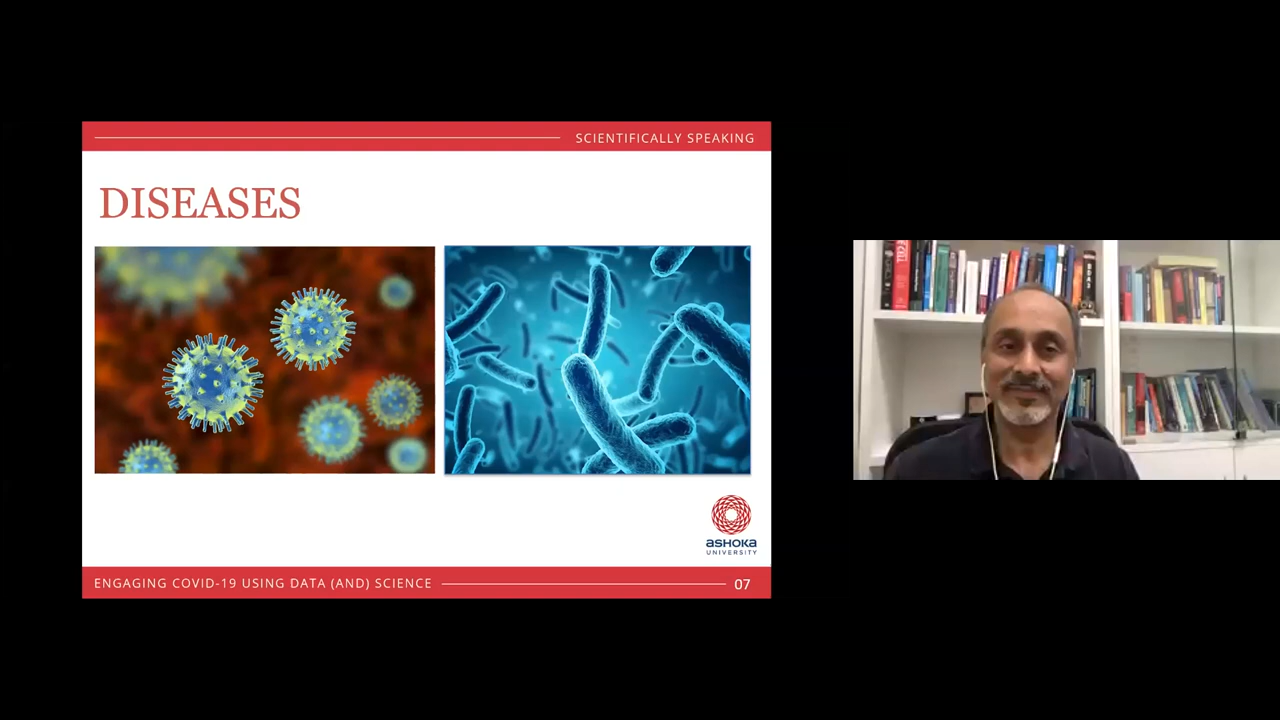 SCIENTIFICALLY SPEAKING
DISEASES
ASHOKA
UNIVERSITY
ENGAGING COVID-19 USING DATA (AND) SCIENCE
07